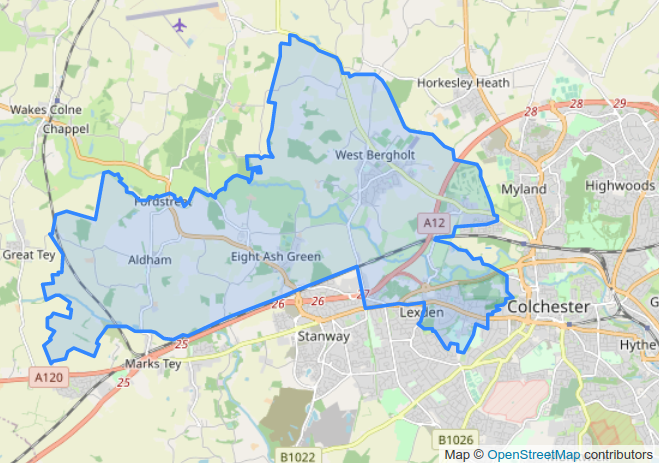 Horkesley Heath
28
28
29
Wakes Colne
Chappel
West Bergholt
Myland
Highwoods
Fordstreet
A12
Great Tey
Aldham
Eight Ash Green
27
26
26
Lexden
Colchester
Stanway
Hythe
25
Marks Tey
25
A120
B1026
B1022
Map © OpenStreetMap contributors